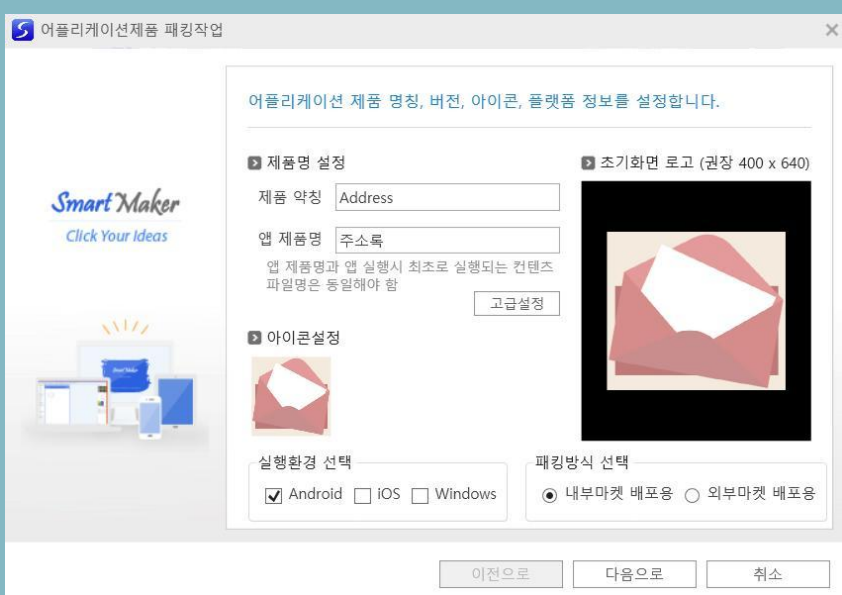 어플리케이션제품 패킹작업
Smart Maker
Click Your Ideas
어플리케이션 제품 명칭, 버전, 아이콘, 플랫폼 정보를 설정합니다.
제품명 설정
제품 약칭 Address
앱 제품명 주소록
앱 제품명과 앱 실행시 최초로 실행되는 컨텐츠
파일명은 동일해야 함
고급설정
초기화면 로고 (권장 400 x 640)
아이콘설정
실행환경 선택
Android iOS Windows
패킹방식 선택
내부마켓 배포용 외부마켓 배포용
이전으로 다음으로 취소